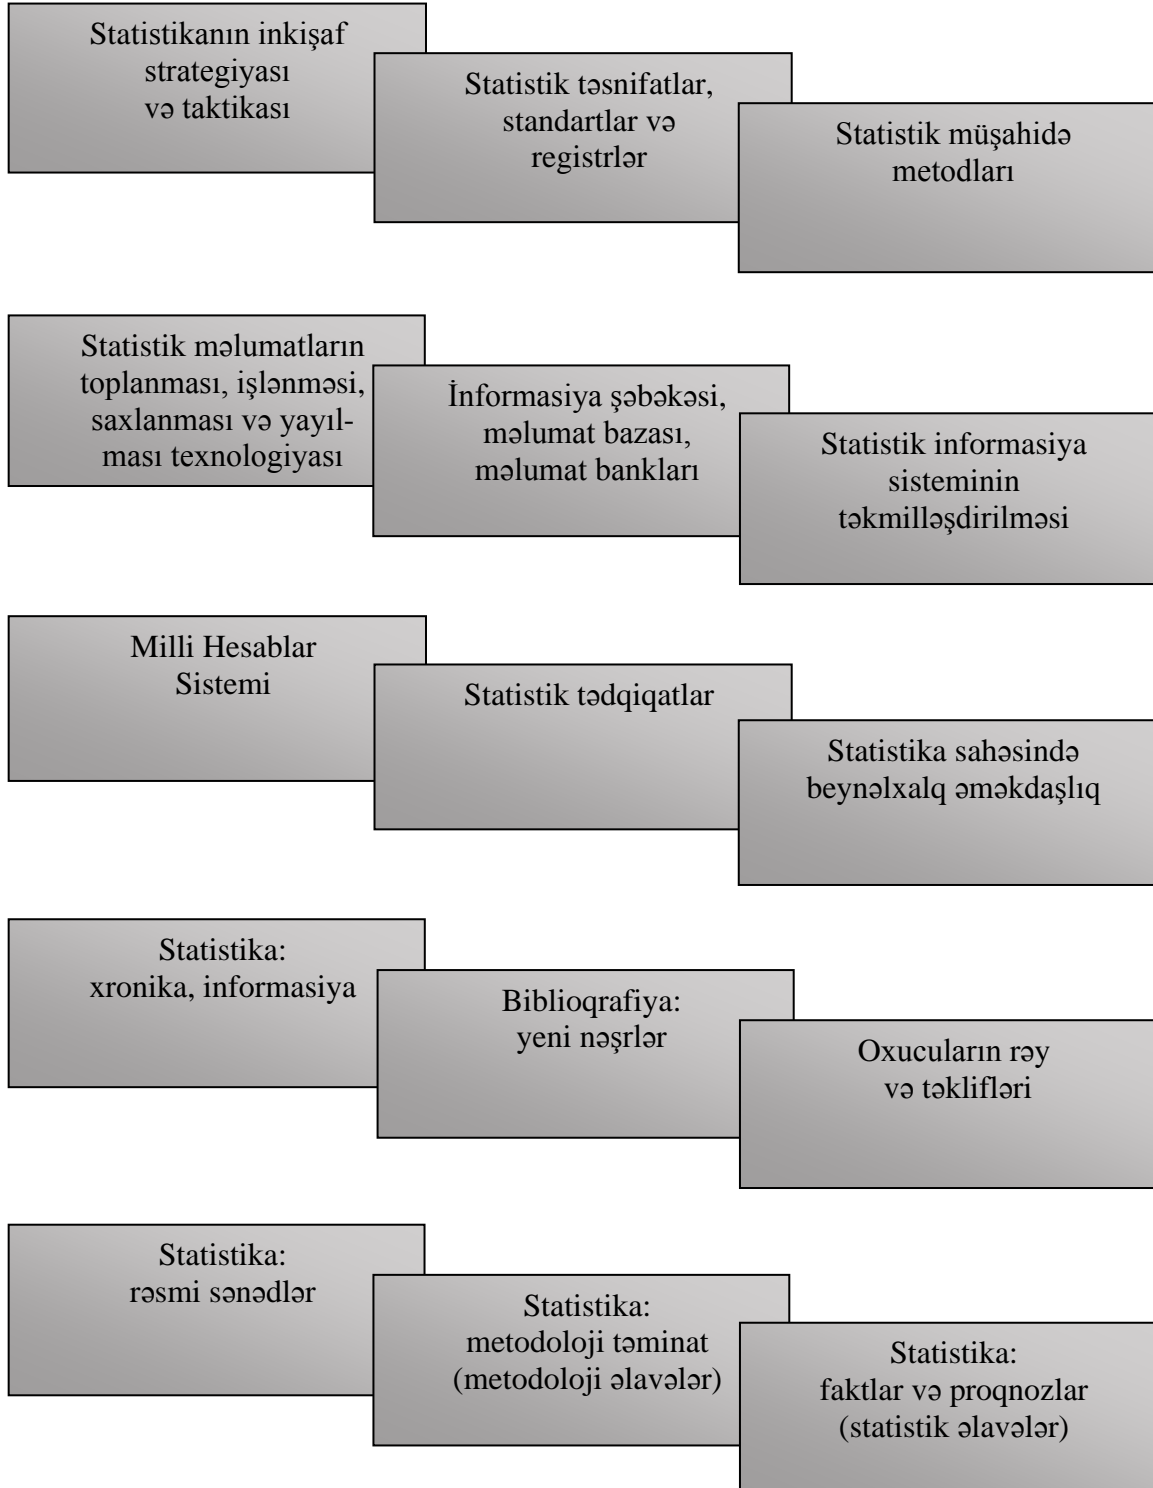 Statistikanın inkişaf
strategiyası
və taktikası
Statistik təsnifatlar,
standartlar və
registrlər
Statistik müşahidə
metodları
Statistik məlumatların
toplanması, işlənməsi,
saxlanması və yayıl-
ması texnologiyası
İnformasiya şəbəkəsi,
məlumat bazası,
məlumat bankları
Statistik informasiya
sisteminin
təkmilləşdirilməsi
Milli Hesablar
Sistemi
Statistik tədqiqatlar
Statistika sahəsində
beynəlxalq əməkdaşlıq
Statistika:
xronika, informasiya
Biblioqrafiya:
yeni nəşrlər
Oxucuların rəy
və təklifləri
Statistika:
rəsmi sənədlər
Statistika:
metodoloji təminat
(metodoloji əlavələr)
Statistika:
faktlar və proqnozlar
(statistik əlavələr)